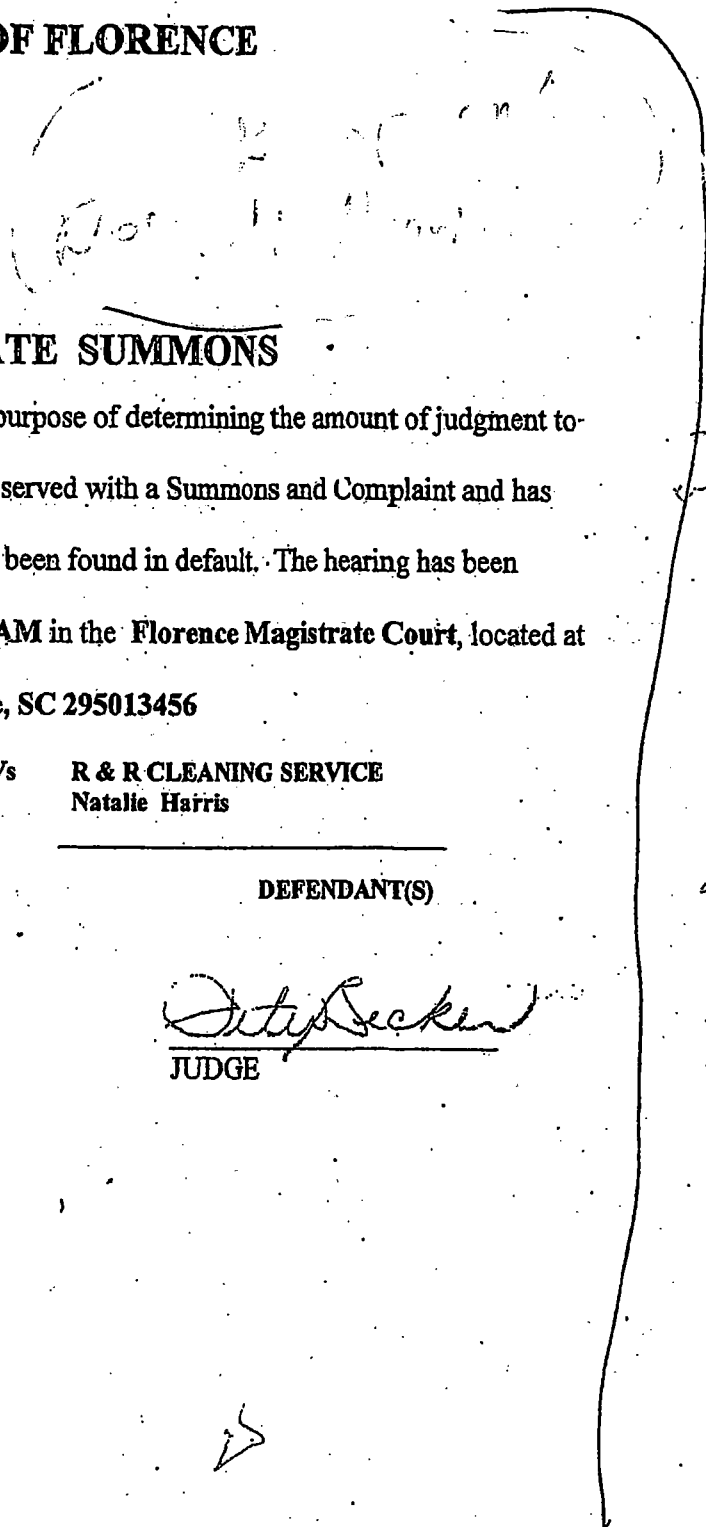 OF FLORENCE
ATE SUMMONS
purpose of determining the amount of judgment to-
served with a Summons and Complaint and has
been found in default. The hearing has been
AM in the Florence Magistrate Court, located at
e, SC 295013456
Vs R & R CLEANING SERVICE
Natalie Harris
DEFENDANT(S)
JUDGE